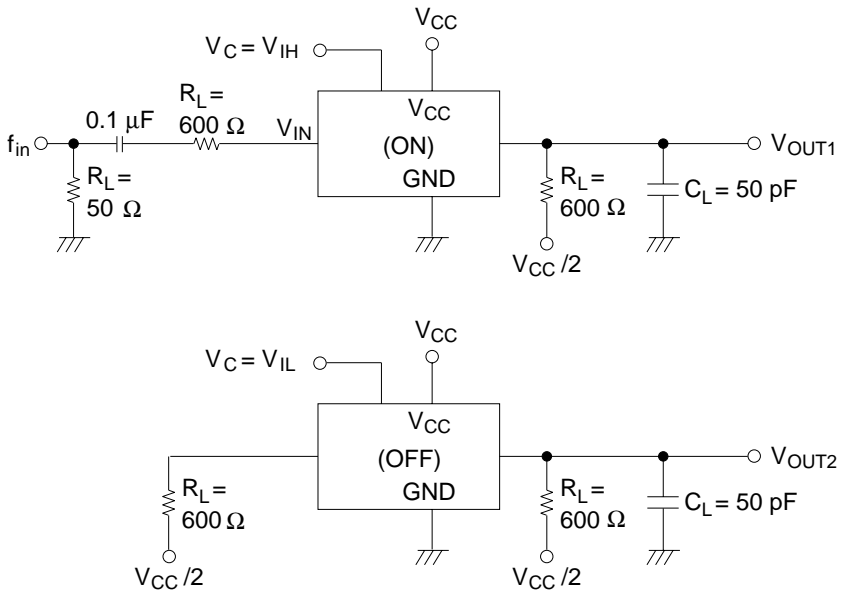 V_CC
V_C = V_IH
R_L =
600 Ω
0.1 µF
V_IN
V_CC
(ON)
GND
f_in
V_OUT1
R_L =
50 Ω
R_L =
600 Ω
C_L = 50 pF
V_CC /2
V_CC
V_C = V_IL
V_CC
(OFF)
GND
V_OUT2
R_L =
600 Ω
R_L =
600 Ω
C_L = 50 pF
V_CC /2
V_CC /2